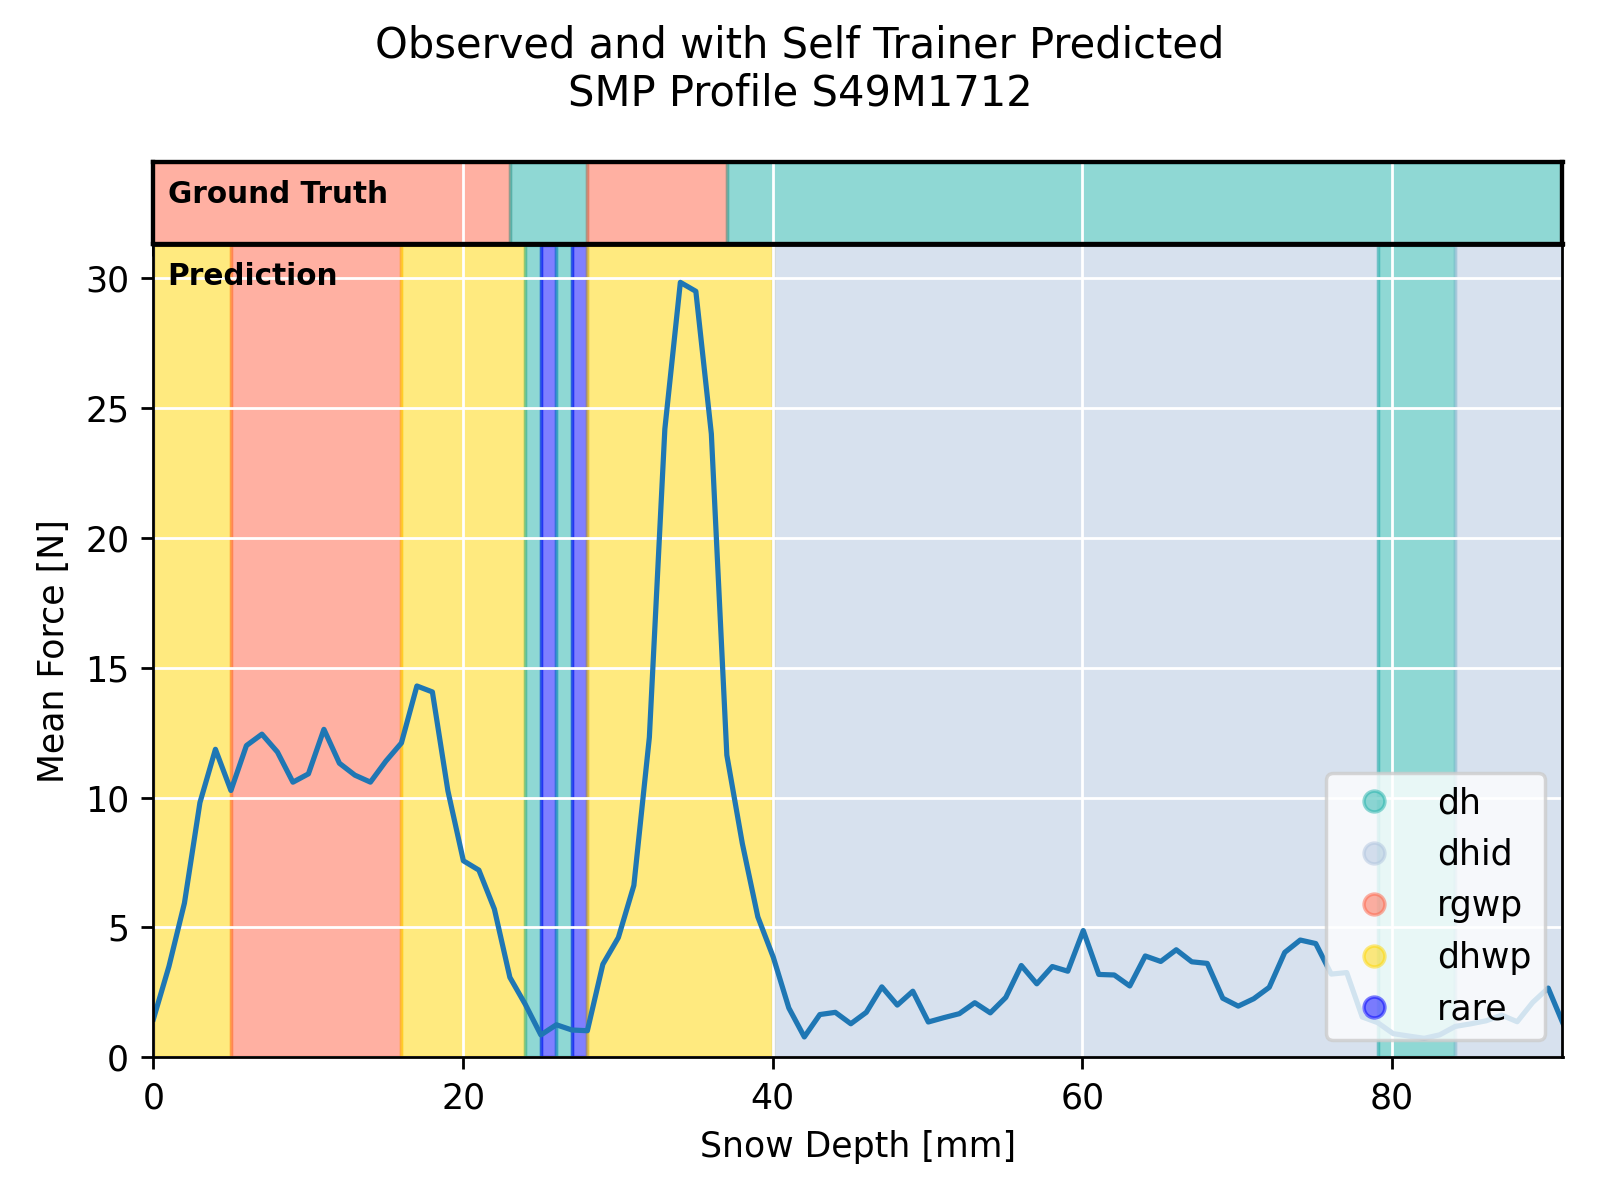 Observed and with Self Trainer Predicted
SMP Profile S49M1712
Ground Truth
Prediction
30
25
20
15
10
5
0
Mean Force [N]
dh
dhid
rgwp
dhwp
rare
0 20 40 60 80
Snow Depth [mm]